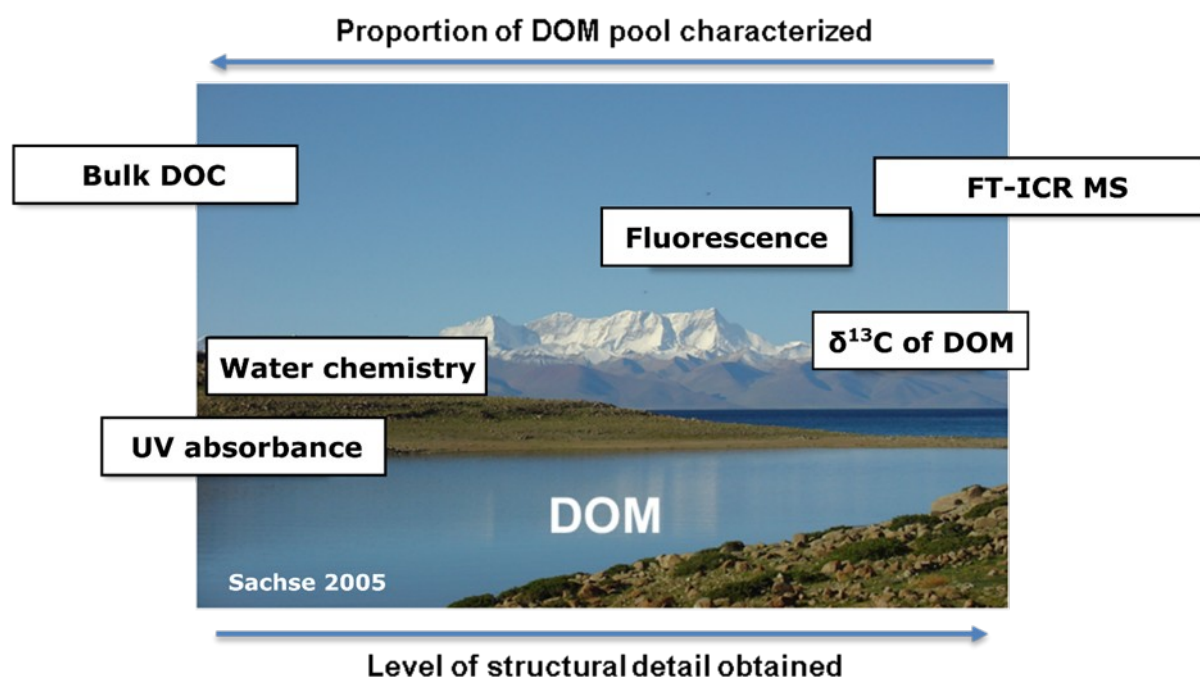 Proportion of DOM pool characterized
Bulk DOC
FT-ICR MS
Fluorescence
δ¹³C of DOM
Water chemistry
UV absorbance
DOM
Sachse 2005
Level of structural detail obtained